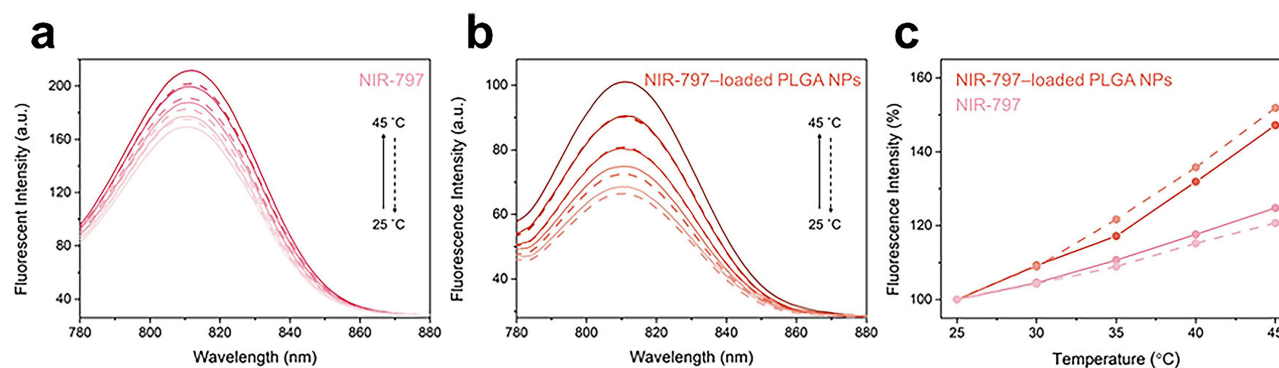 a
NIR-797
45 °C
25 °C
200
160
120
80
40
780
800
820
840
860
880
Fluorescent Intensity (a.u.)
Wavelength (nm)
b
NIR-797–loaded PLGA NPs
45 °C
25 °C
100
80
60
40
780
800
820
840
860
880
Fluorescent Intensity (a.u.)
Wavelength (nm)
c
NIR-797–loaded PLGA NPs
NIR-797
160
140
120
100
25
30
35
40
45
Fluorescence Intensity (%)
Temperature (°C)